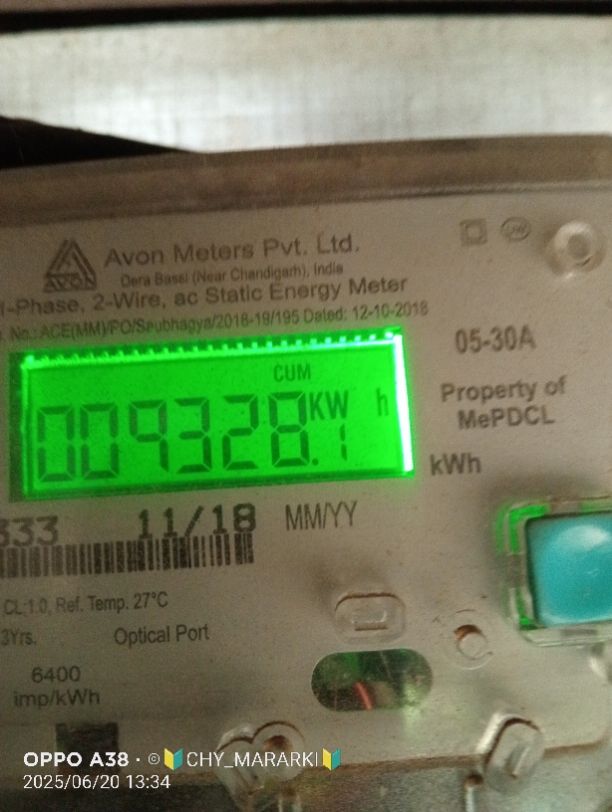 Avon Meters Pvt. Ltd.
AVON
Dera Bassi (Near Chandigarh), India
1-Phase, 2-Wire, ac Static Energy Meter
No.: ACE(MM)/PO/Saubhagya/2018-19/195 Dated: 12-10-2018
05-30A
CUM
009328.1 KW h
Property of
MePDCL
kWh
333 11/18 MM/YY
CL:1.0, Ref. Temp. 27°C
3Yrs. Optical Port
6400
imp/kWh
OPPO A38 · © 🔰CHY_MARARKI🔰
2025/06/20 13:34